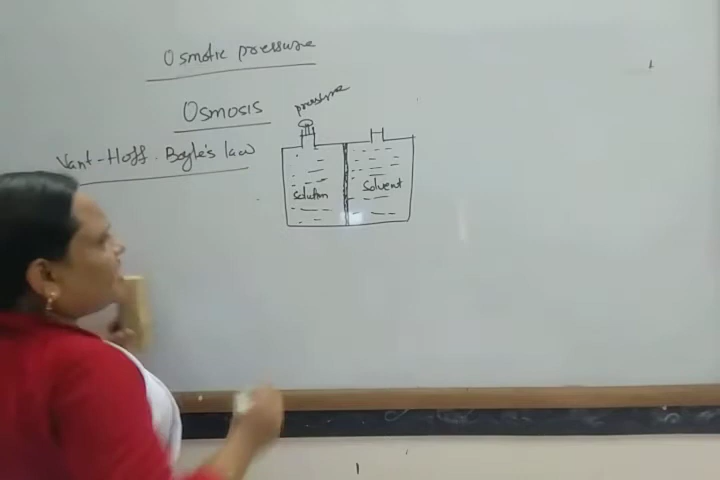 Osmotic pressure
Osmosis
pressure
Vant-Hoff. Boyle's law
solution
solvent